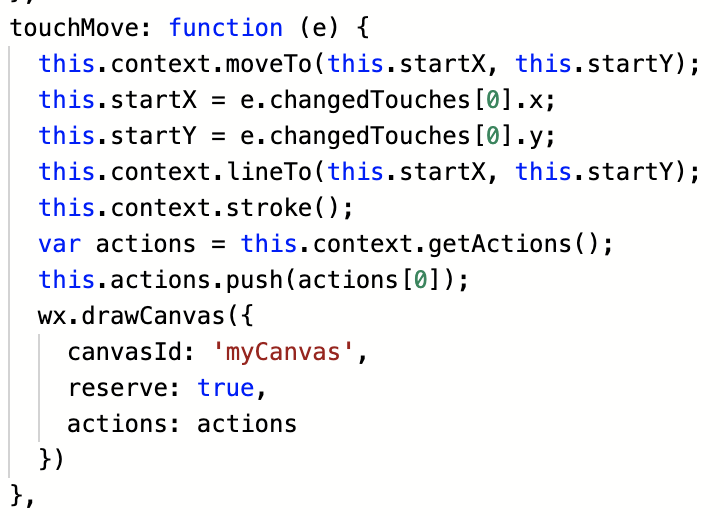 touchMove: function (e) {
this.context.moveTo(this.startX, this.startY);
this.startX = e.changedTouches[0].x;
this.startY = e.changedTouches[0].y;
this.context.lineTo(this.startX, this.startY);
this.context.stroke();
var actions = this.context.getActions();
this.actions.push(actions[0]);
wx.drawCanvas({
canvasId: 'myCanvas',
reserve: true,
actions: actions
})
},